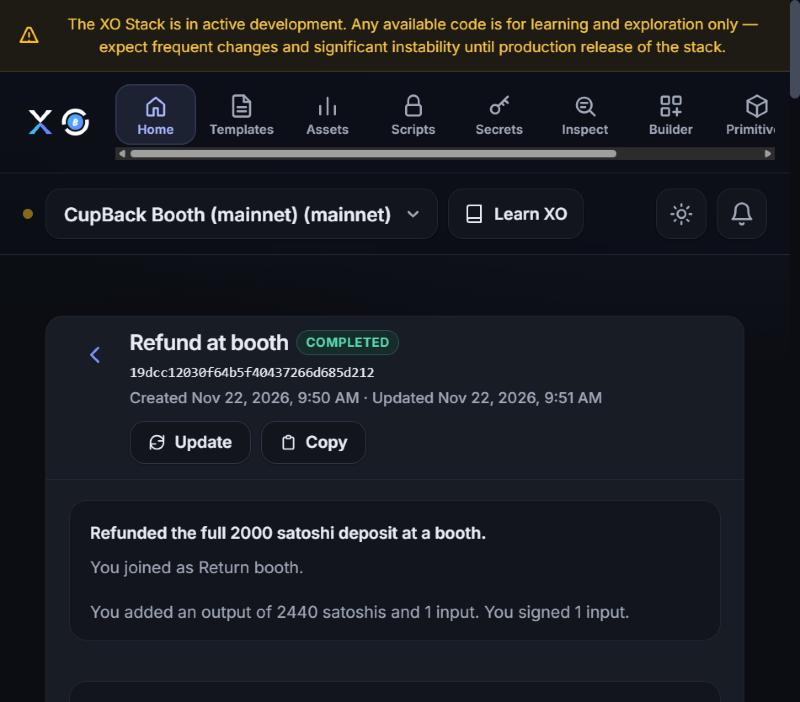 The XO Stack is in active development. Any available code is for learning and exploration only —
expect frequent changes and significant instability until production release of the stack.
XO
Home
Templates
Assets
Scripts
Secrets
Inspect
Builder
Primitiv
CupBack Booth (mainnet) (mainnet)
Learn XO
Refund at booth COMPLETED
19dcc12030f64b5f40437266d685d212
Created Nov 22, 2026, 9:50 AM · Updated Nov 22, 2026, 9:51 AM
Update
Copy
Refunded the full 2000 satoshi deposit at a booth.
You joined as Return booth.
You added an output of 2440 satoshis and 1 input. You signed 1 input.